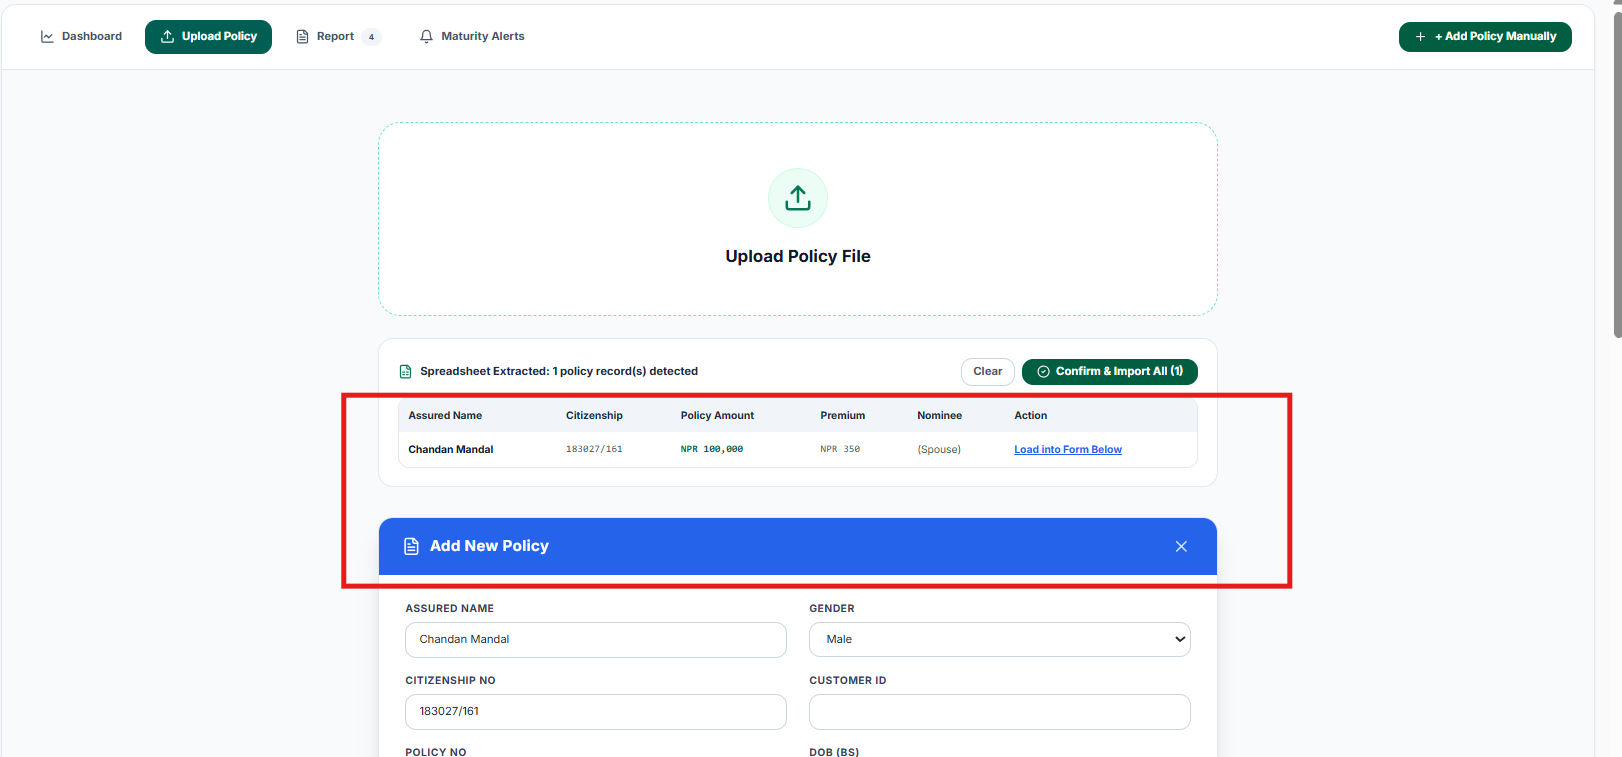 Dashboard Upload Policy Report 4 Maturity Alerts + + Add Policy Manually
Upload Policy File
Spreadsheet Extracted: 1 policy record(s) detected Clear Confirm & Import All (1)
Assured Name Citizenship Policy Amount Premium Nominee Action
Chandan Mandal 183027/161 NPR 100,000 NPR 350 (Spouse) Load into Form Below
Add New Policy
ASSURED NAME GENDER
Chandan Mandal Male
CITIZENSHIP NO CUSTOMER ID
183027/161
POLICY NO DOB (BS)